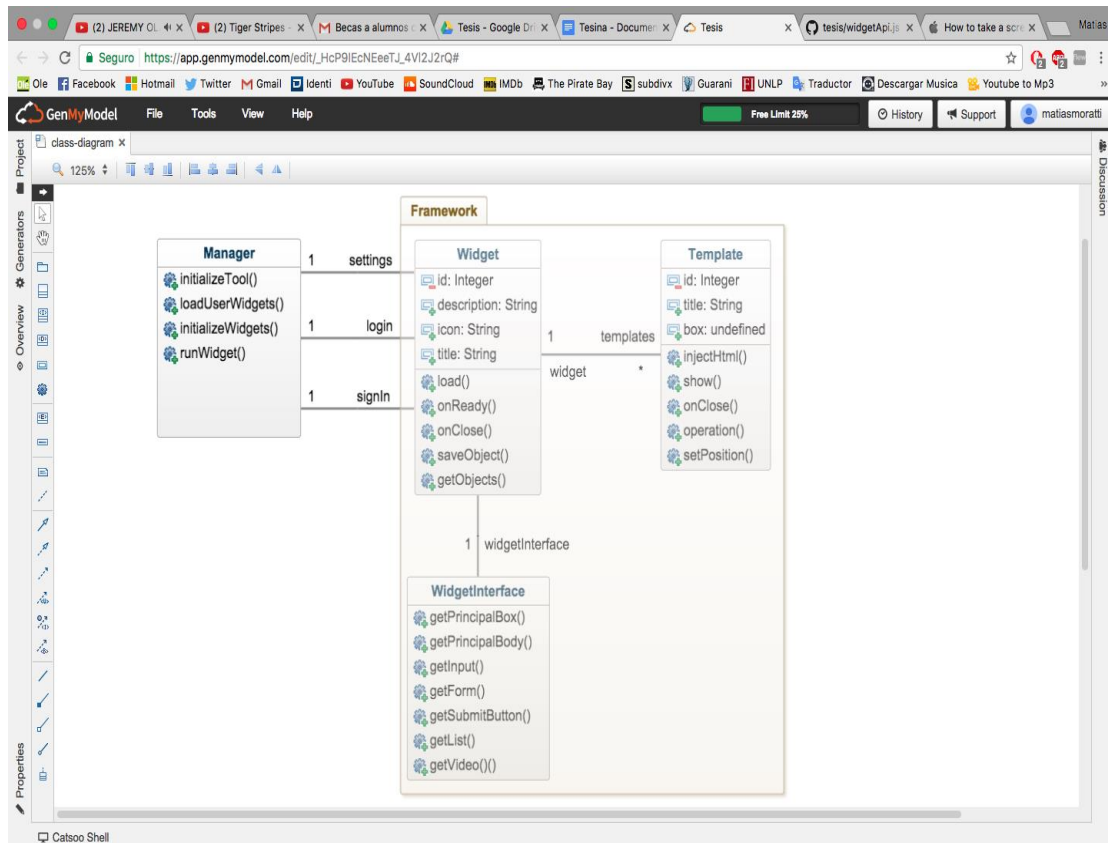 (2) JEREMY OL (2) Tiger Stripes - Becas a alumnos c Tesis - Google Dri Tesina - Documen Tesis tesis/widgetApi.js How to take a scre Matias
Seguro https://app.genmymodel.com/edit/_HcP9IEcNEeeTJ_4VI2J2rQ#
Ole Facebook Hotmail Twitter Gmail Identi YouTube SoundCloud IMDb The Pirate Bay subdivx Guarani UNLP Traductor Descargar Musica Youtube to Mp3 »
GenMyModel File Tools View Help Free Limit 25% History Support matiasmoratti
class-diagram
125%
Project
Generators
Overview
Properties
Discussion
Framework
Manager
initializeTool()
loadUserWidgets()
initializeWidgets()
runWidget()
1 settings
1 login
1 signIn
Widget
id: Integer
description: String
icon: String
title: String
load()
onReady()
onClose()
saveObject()
getObjects()
1 templates
widget *
Template
id: Integer
title: String
box: undefined
injectHtml()
show()
onClose()
operation()
setPosition()
1 widgetInterface
WidgetInterface
getPrincipalBox()
getPrincipalBody()
getInput()
getForm()
getSubmitButton()
getList()
getVideo()()
Catsoo Shell